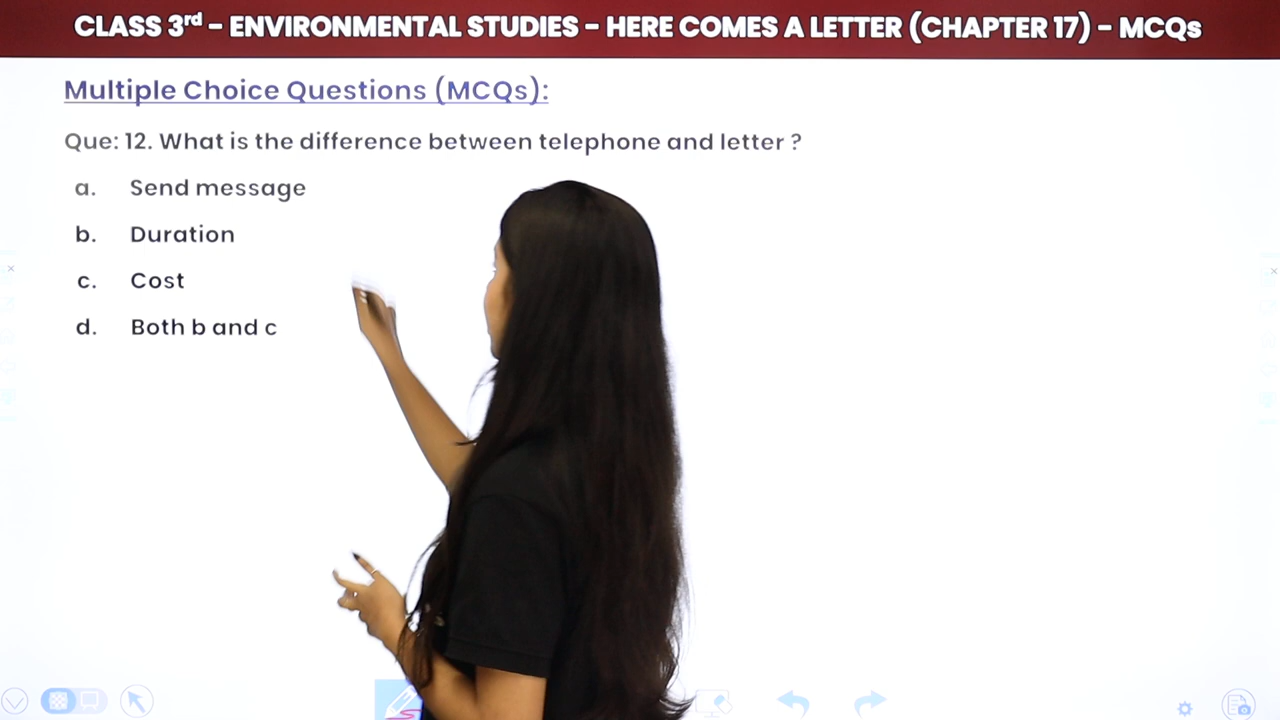 CLASS 3rd – ENVIRONMENTAL STUDIES – HERE COMES A LETTER (CHAPTER 17) – MCQs
Multiple Choice Questions (MCQs):
Que: 12. What is the difference between telephone and letter ?
a. Send message
b. Duration
c. Cost
d. Both b and c